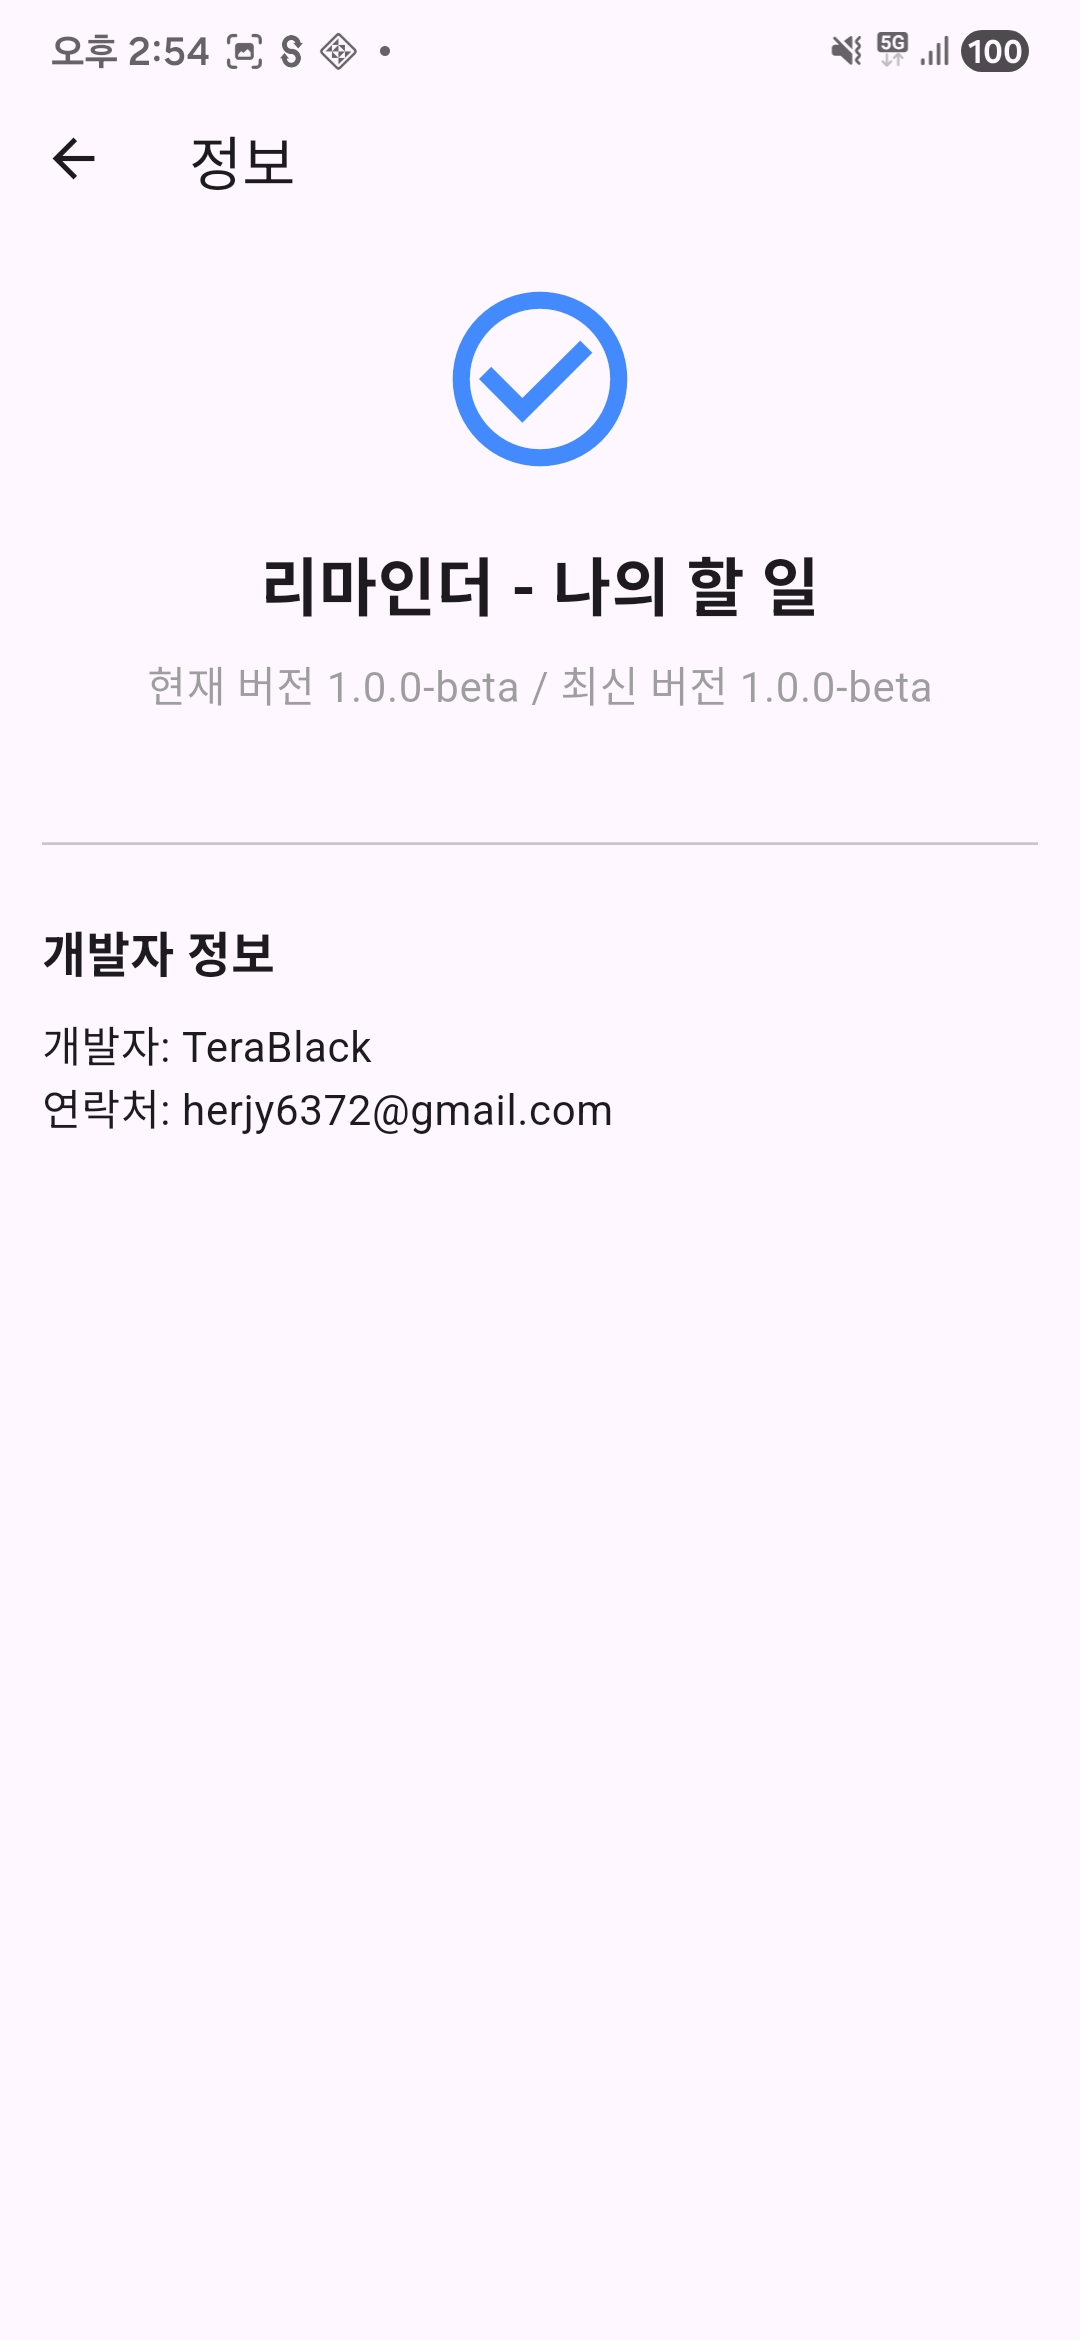 오후 2:54
5G
100
정보
리마인더 - 나의 할 일
현재 버전 1.0.0-beta / 최신 버전 1.0.0-beta
개발자 정보
개발자: TeraBlack
연락처: herjy6372@gmail.com